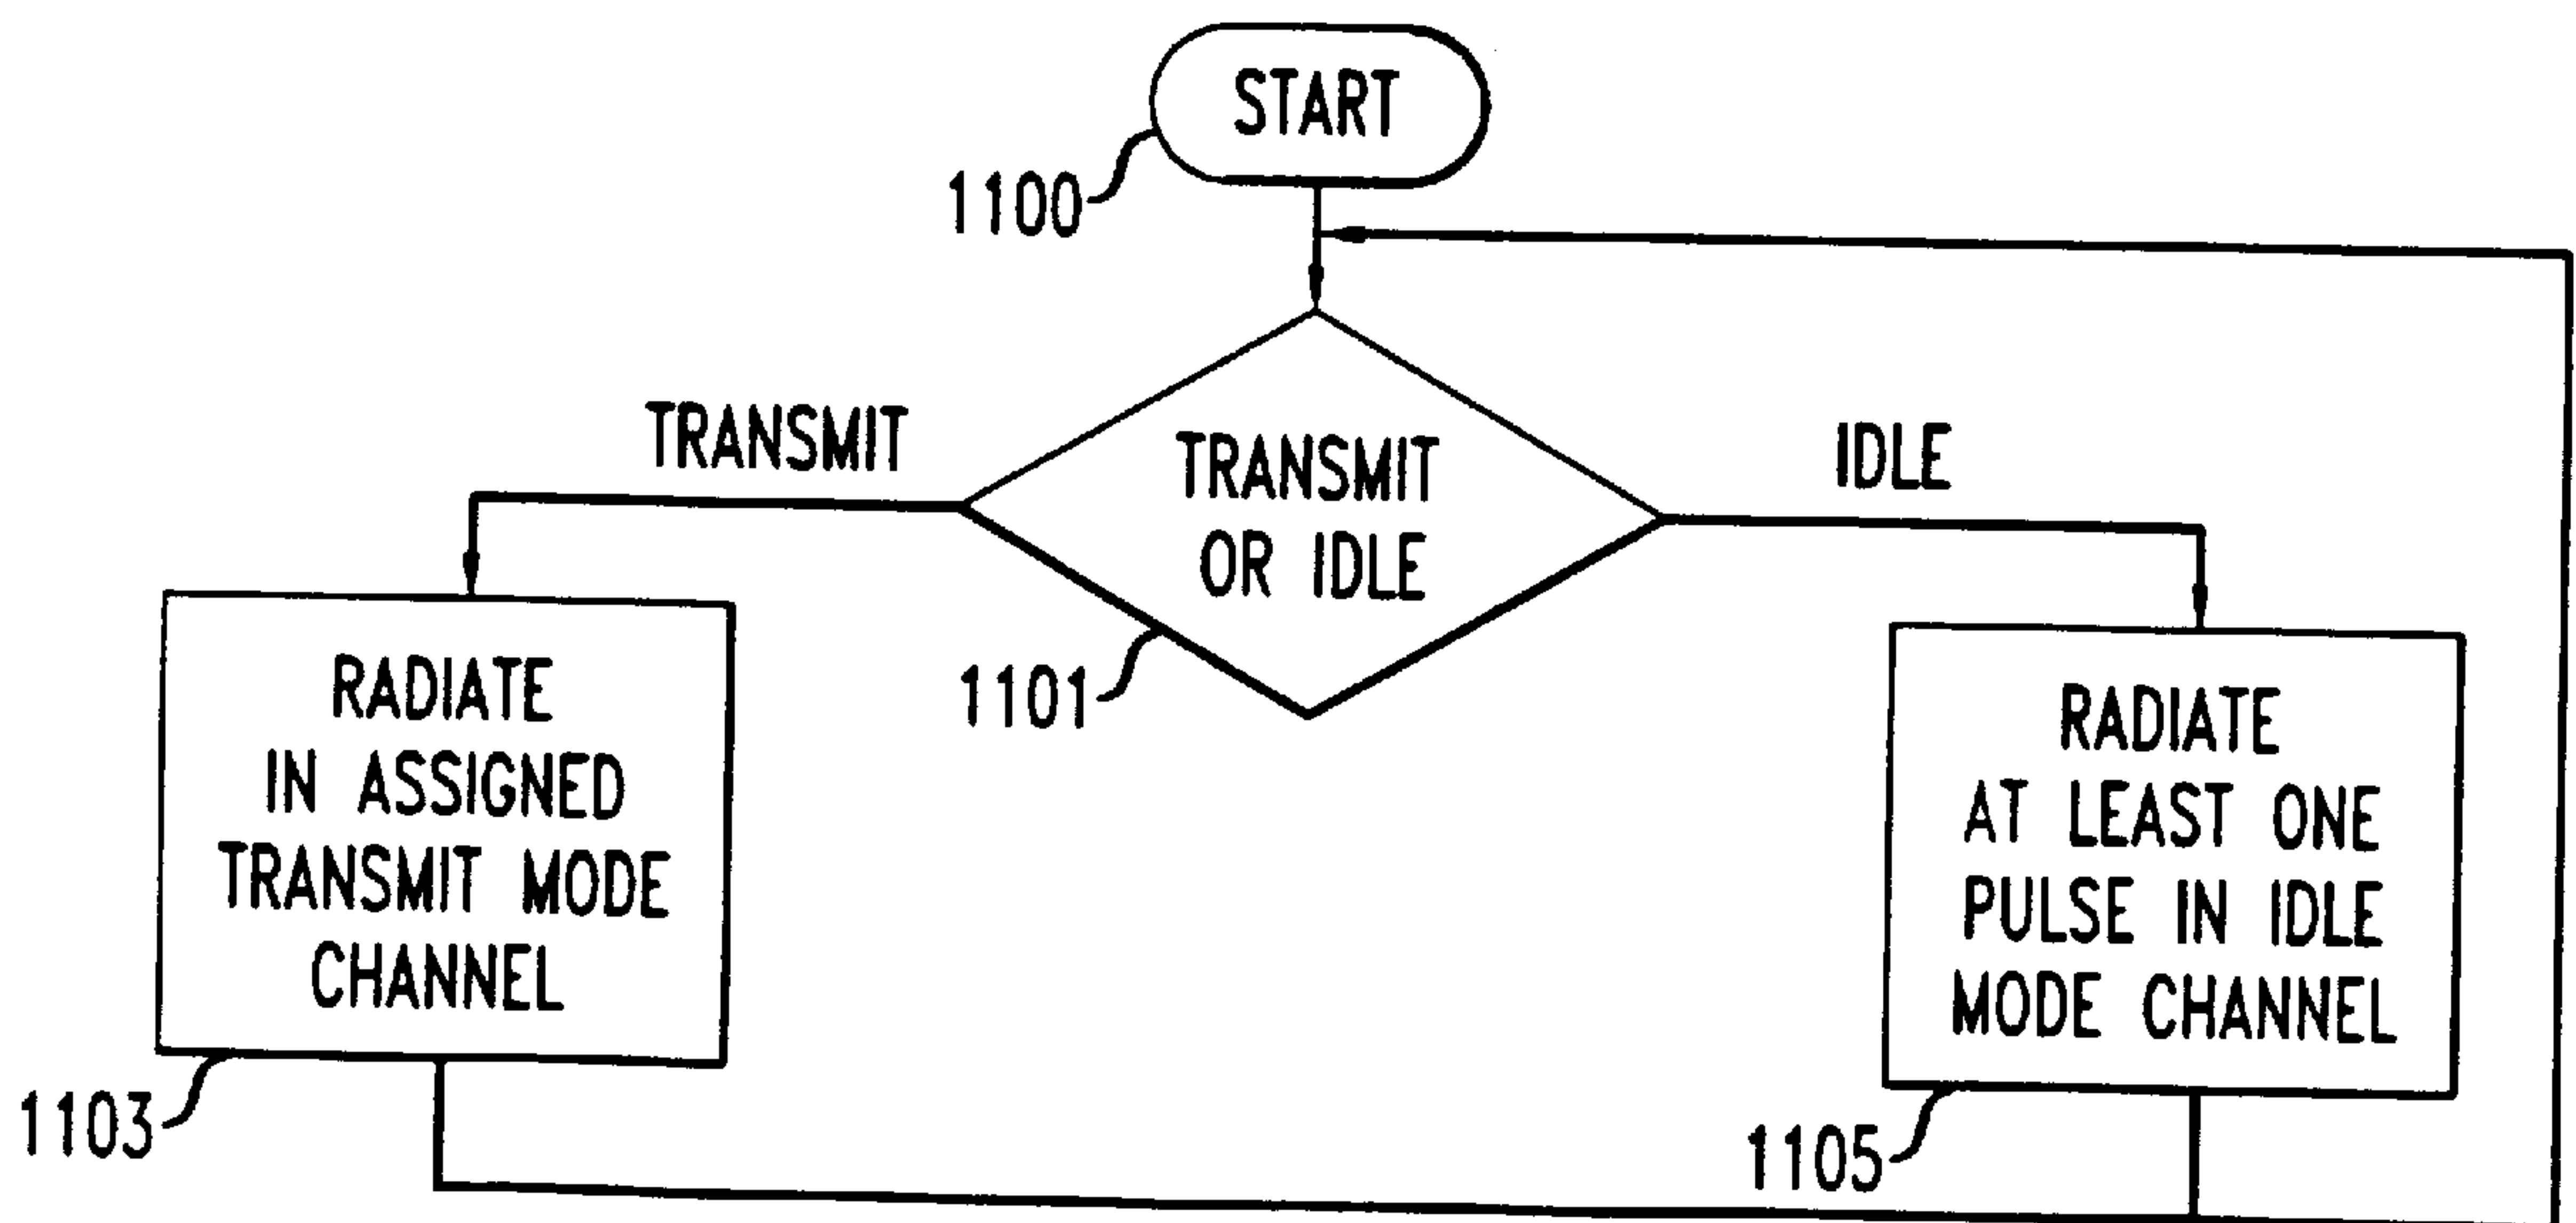 START
1100
TRANSMIT
IDLE
TRANSMIT
OR IDLE
1101
RADIATE
IN ASSIGNED
TRANSMIT MODE
CHANNEL
1103
RADIATE
AT LEAST ONE
PULSE IN IDLE
MODE CHANNEL
1105